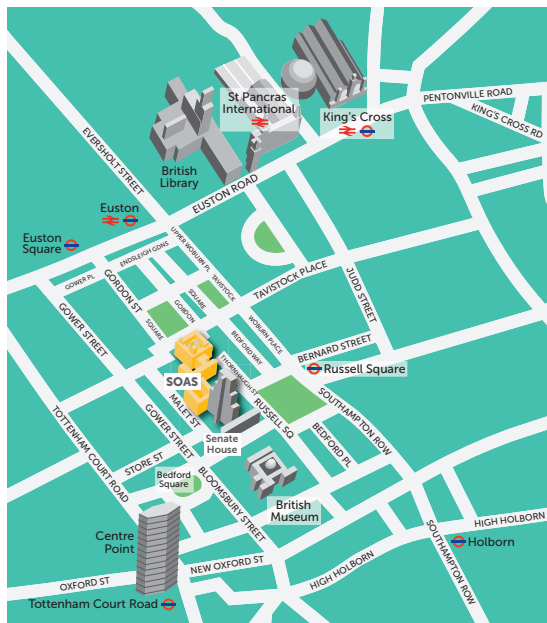 PENTONVILLE ROAD
KING'S CROSS RD
St Pancras
International
King's Cross
EVERSHOLT STREET
British
Library
EUSTON ROAD
Euston
Euston
Square
UPPER WOBURN PL
ENDSLEIGH GDNS
GOWER PL
GORDON ST
TAVISTOCK
SQUARE
TAVISTOCK PLACE
JUDD STREET
GORDON
SQUARE
GOWER STREET
WOBURN PLACE
BEDFORD WAY
BERNARD STREET
Russell Square
THORNHAUGH ST
SOAS
MALET ST
RUSSELL SQ
SOUTHAMPTON ROW
TOTTENHAM COURT ROAD
GOWER STREET
Senate
House
BEDFORD PL
STORE ST
Bedford
Square
BLOOMSBURY STREET
British
Museum
Centre
Point
HIGH HOLBORN
Holborn
SOUTHAMPTON ROW
NEW OXFORD ST
HIGH HOLBORN
OXFORD ST
Tottenham Court Road